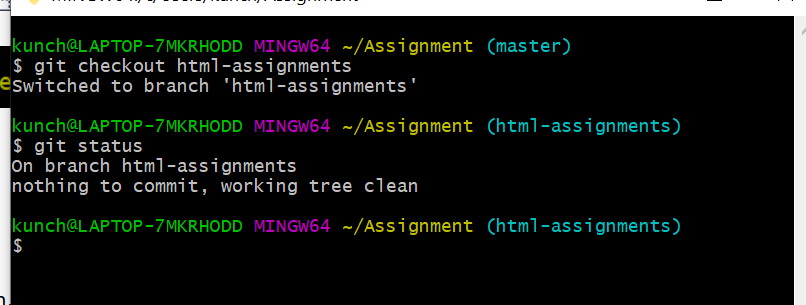 kunch@LAPTOP-7MKRHODD MINGW64 ~/Assignment (master)
$ git checkout html-assignments
Switched to branch 'html-assignments'
kunch@LAPTOP-7MKRHODD MINGW64 ~/Assignment (html-assignments)
$ git status
On branch html-assignments
nothing to commit, working tree clean
kunch@LAPTOP-7MKRHODD MINGW64 ~/Assignment (html-assignments)
$